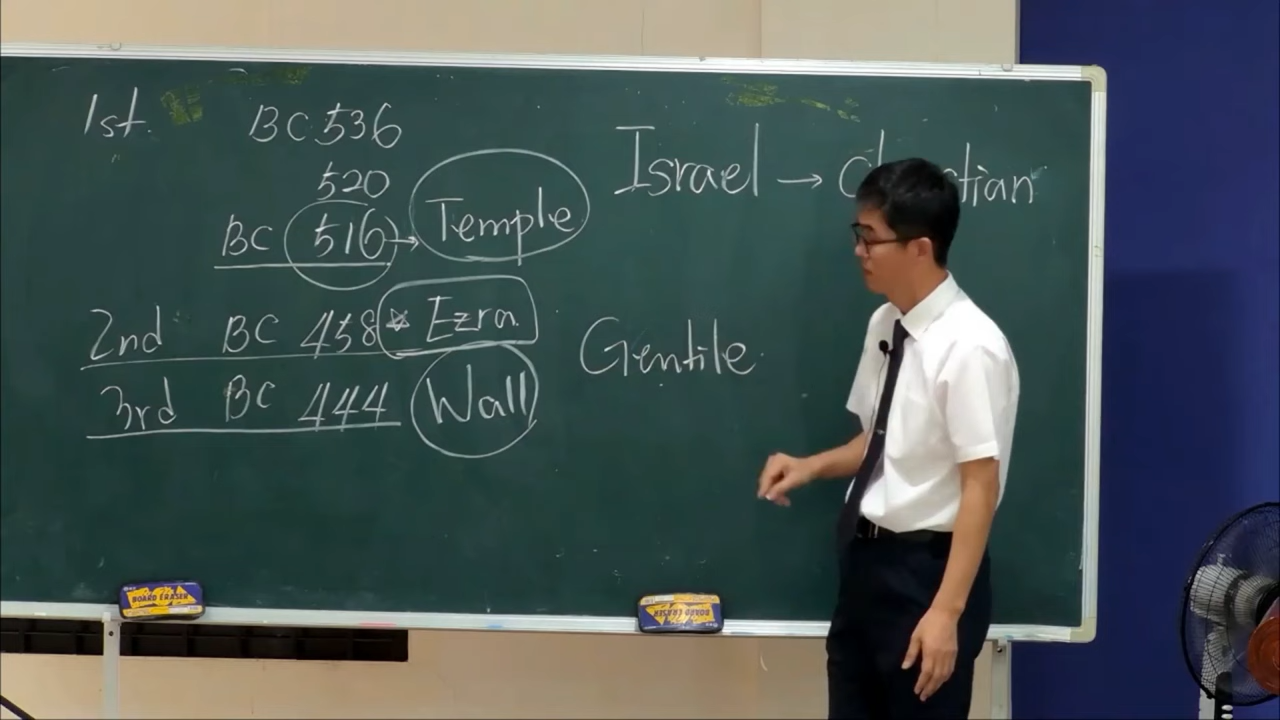 1st. BC 536
520
BC 516 → Temple
2nd BC 458 Ezra
3rd BC 444 Wall
Israel →
Gentile
BOARD ERASER
BOARD ERASER